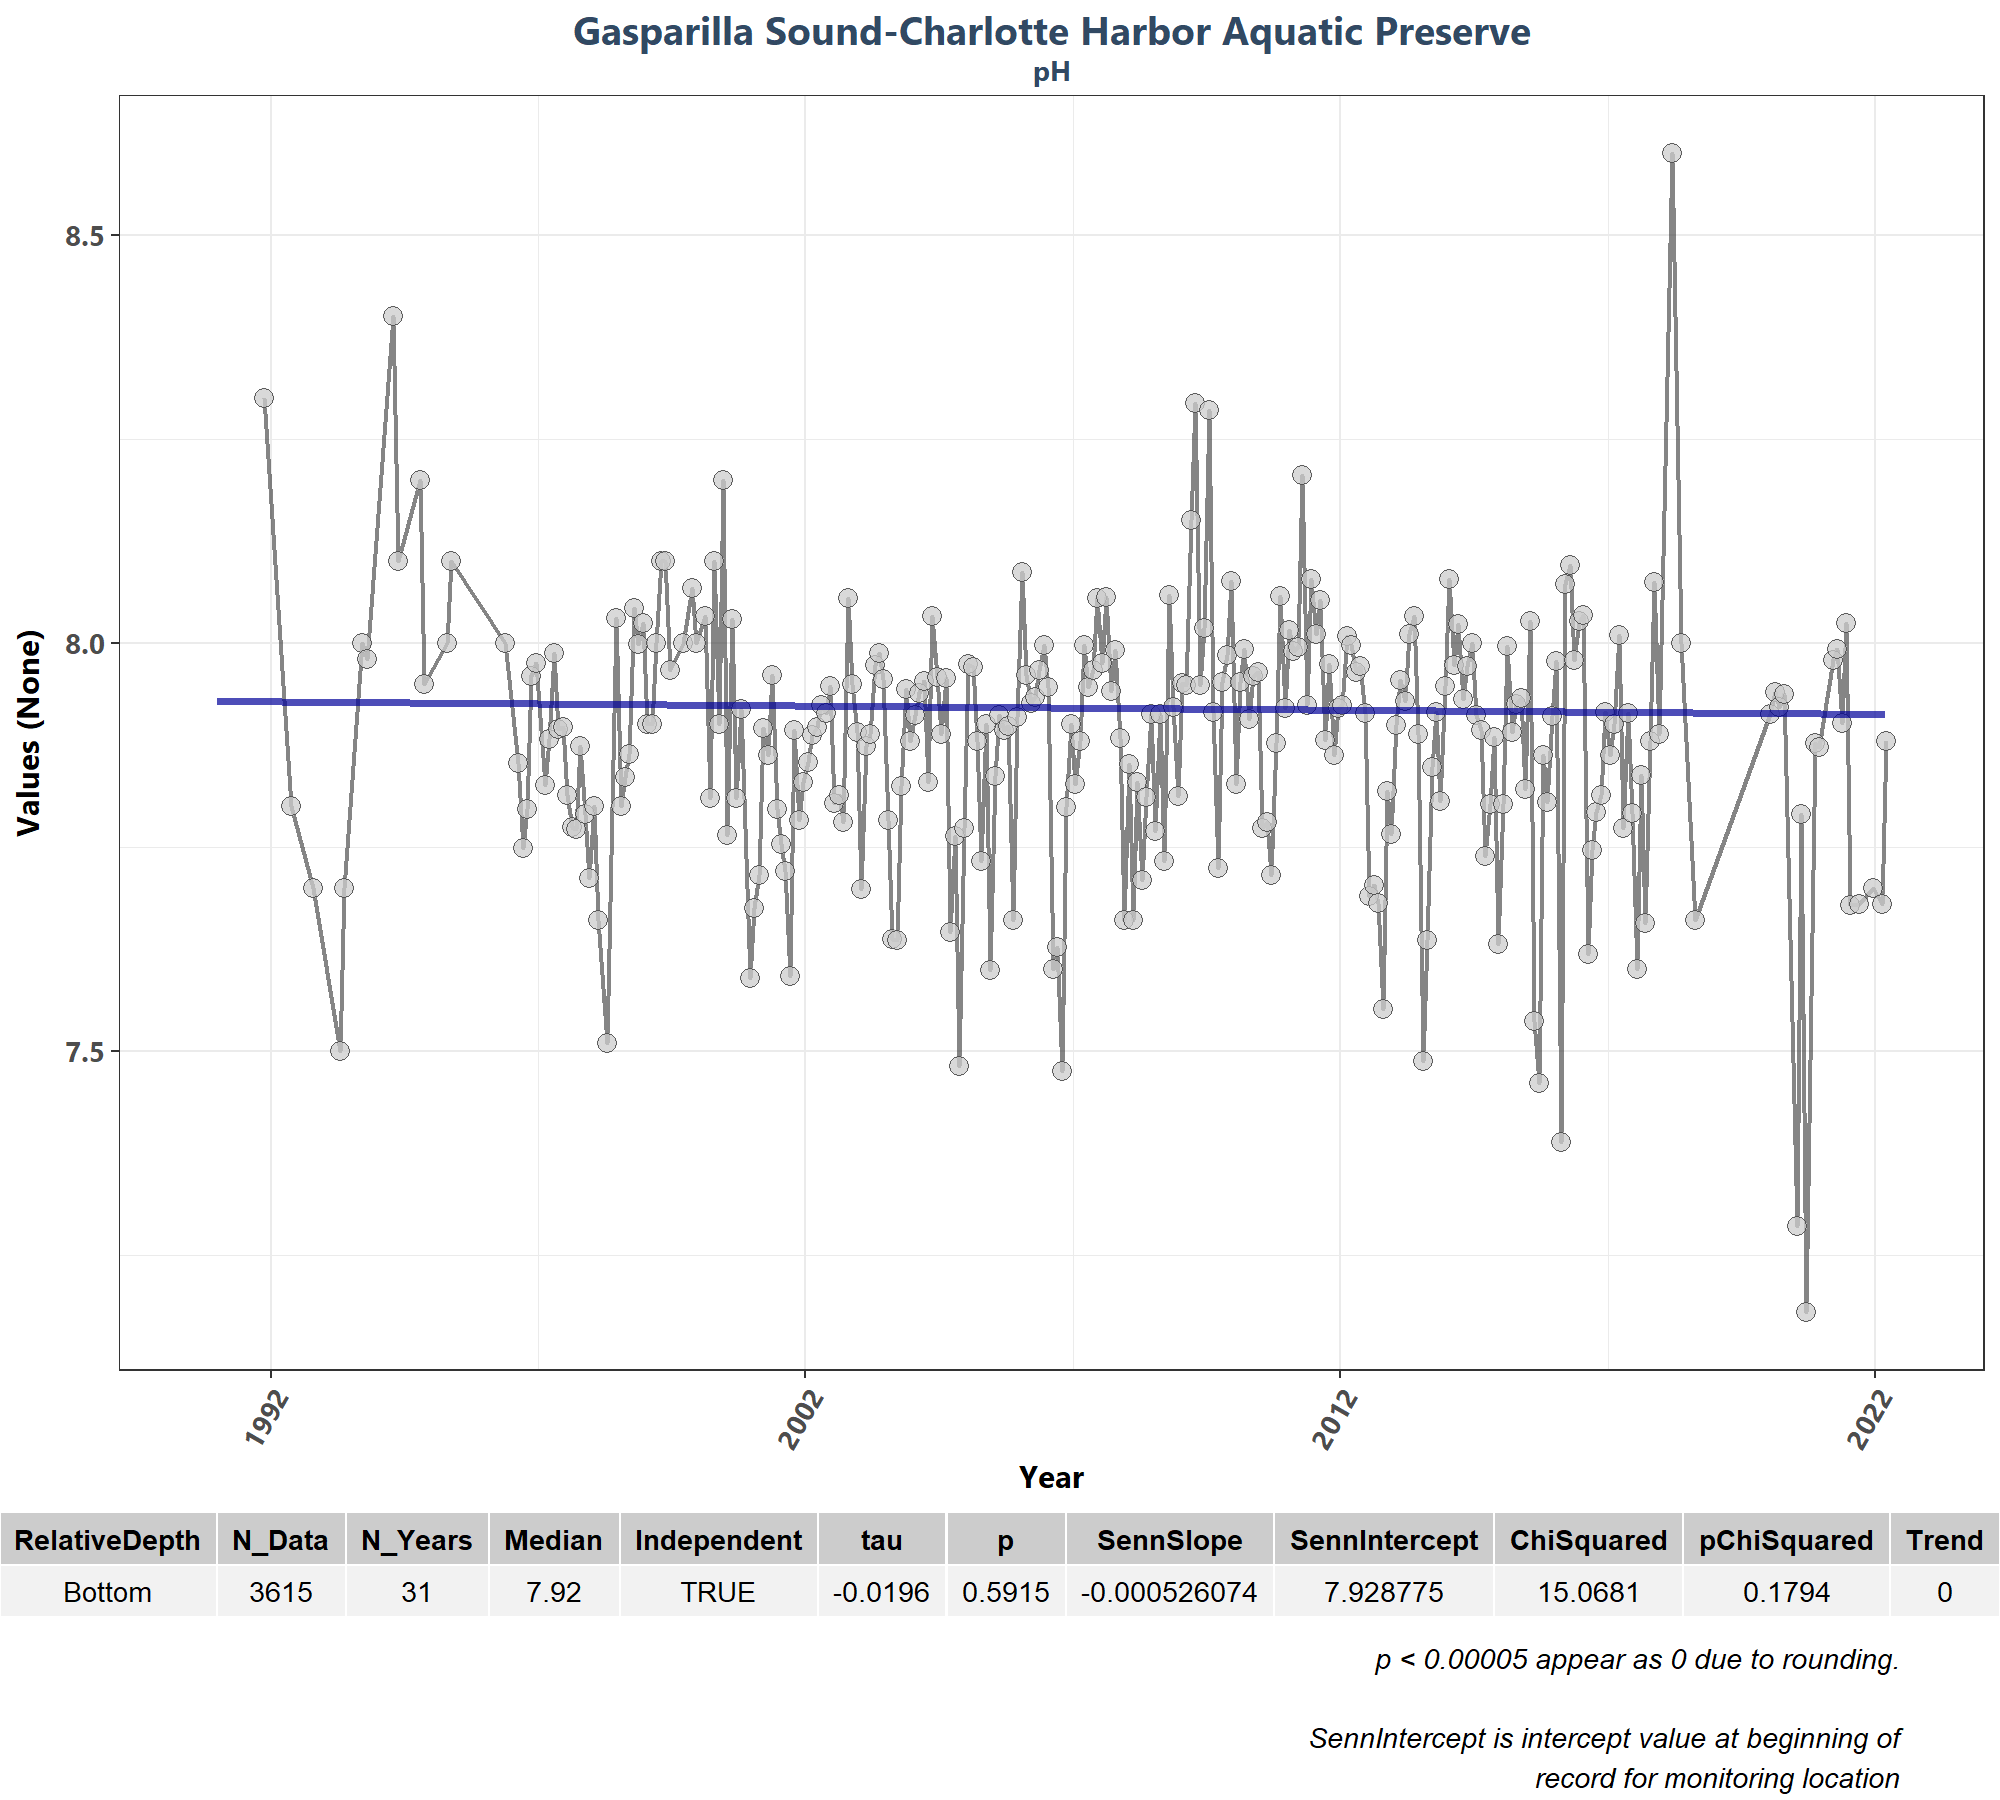 Gasparilla Sound-Charlotte Harbor Aquatic Preserve
pH
Values (None)
8.5
8.0
7.5
1992
2002
2012
2022
Year
RelativeDepth N_Data N_Years Median Independent tau p SennSlope SennIntercept ChiSquared pChiSquared Trend
Bottom 3615 31 7.92 TRUE -0.0196 0.5915 -0.000526074 7.928775 15.0681 0.1794 0
p < 0.00005 appear as 0 due to rounding.
SennIntercept is intercept value at beginning of
record for monitoring location